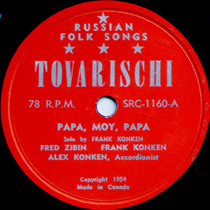 RUSSIAN
FOLK SONGS
TOVARISCHI
78 R.P.M. SRC-1160-A
PAPA, MOY, PAPA
Solo by FRANK KONKEN
FRED ZIBIN FRANK KONKEN
ALEX KONKEN, Accordionist
Copyright 1954
Made in Canada